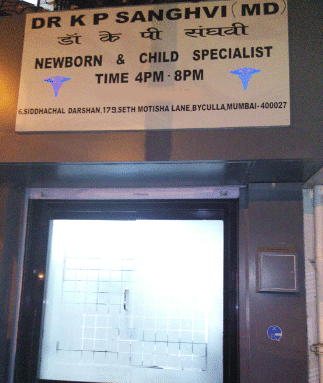 DR K P SANGHVI (MD)
डॉ के पी संघवी
NEWBORN & CHILD SPECIALIST
TIME 4PM - 8PM
6,SIDDHACHAL DARSHAN,179,SETH MOTISHA LANE,BYCULLA,MUMBAI-400027